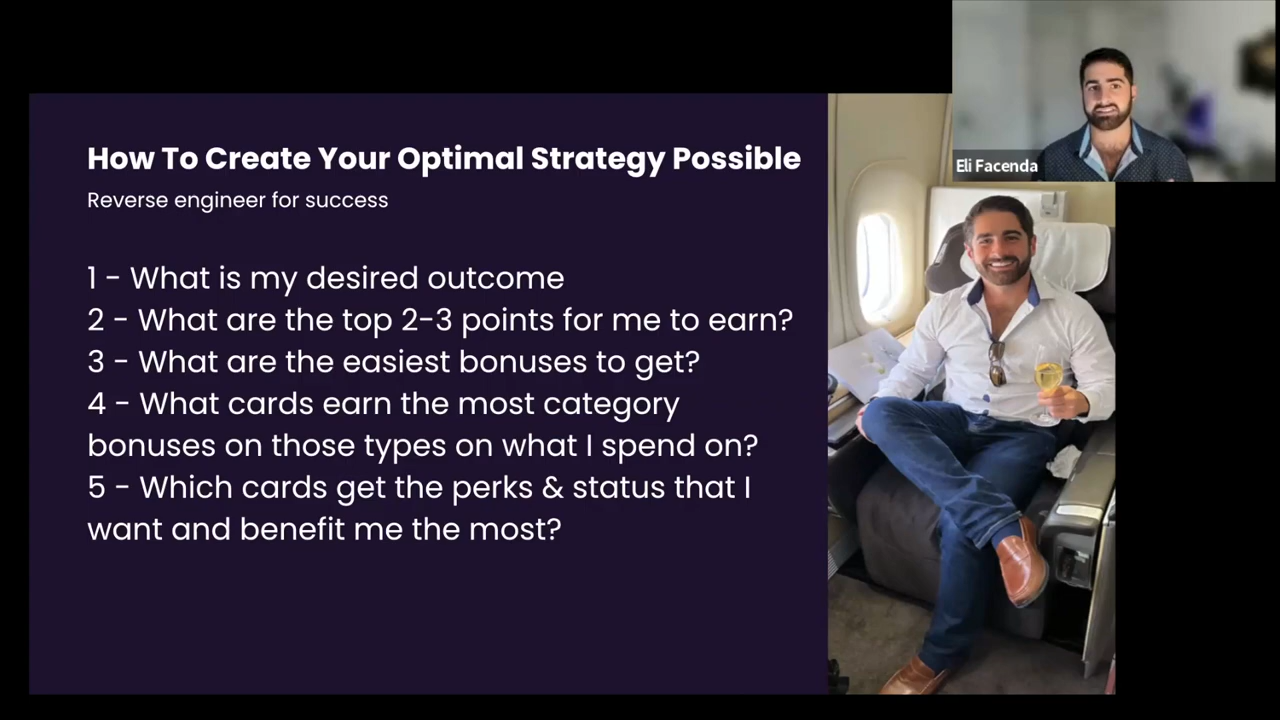 How To Create Your Optimal Strategy Possible
Reverse engineer for success
1 - What is my desired outcome
2 - What are the top 2-3 points for me to earn?
3 - What are the easiest bonuses to get?
4 - What cards earn the most category
bonuses on those types on what I spend on?
5 - Which cards get the perks & status that I
want and benefit me the most?
Eli Facenda